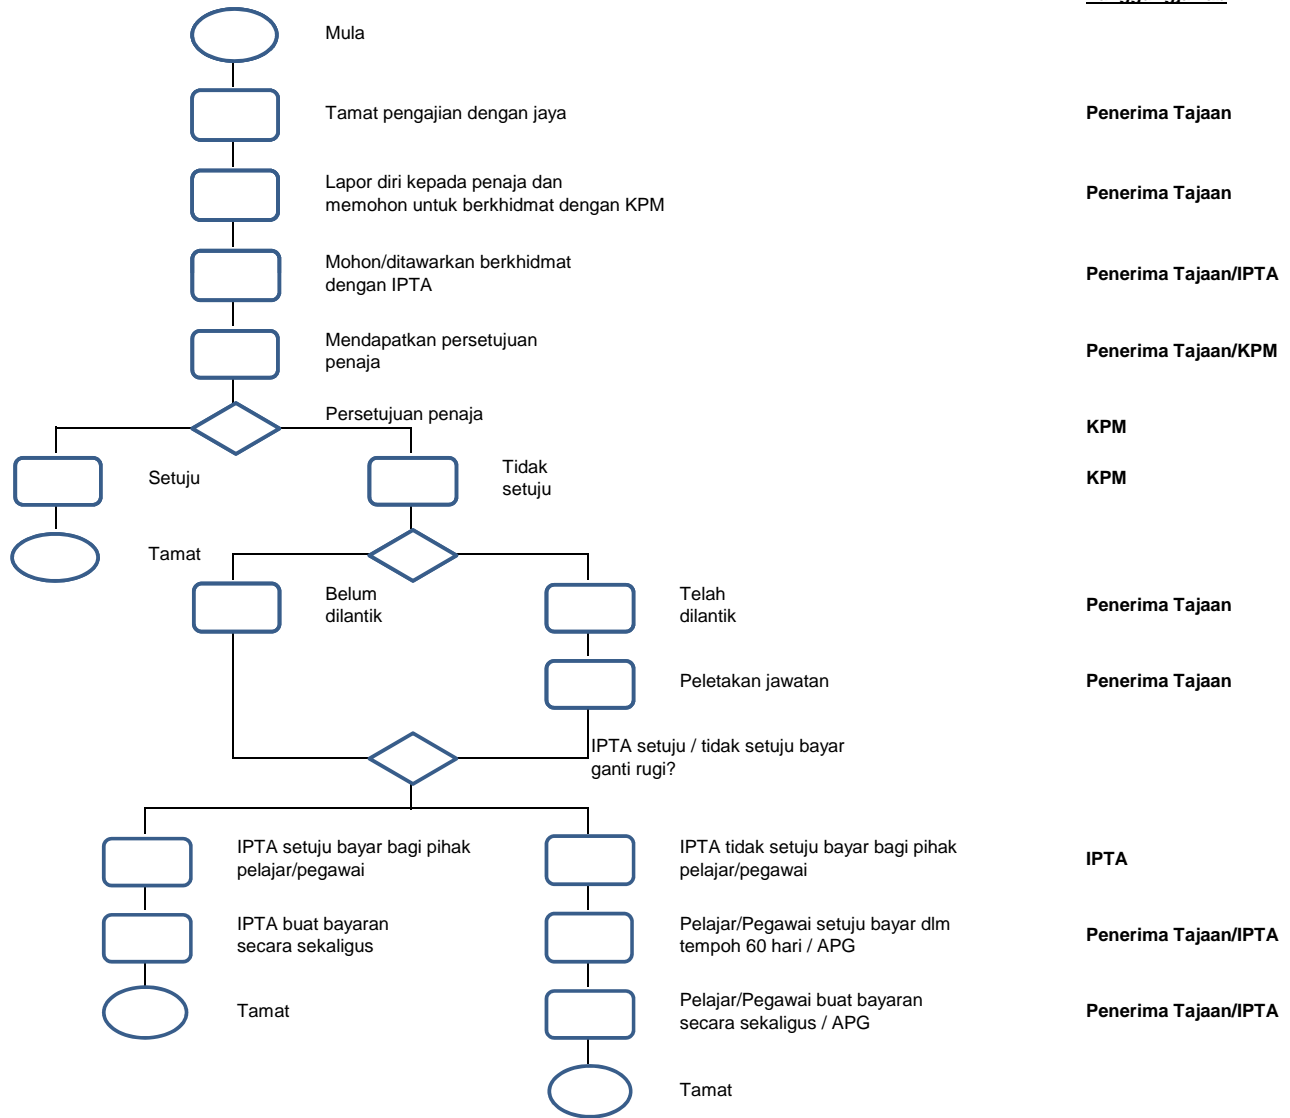 Mula
Tamat pengajian dengan jaya
Penerima Tajaan
Lapor diri kepada penaja dan
memohon untuk berkhidmat dengan KPM
Penerima Tajaan
Mohon/ditawarkan berkhidmat
dengan IPTA
Penerima Tajaan/IPTA
Mendapatkan persetujuan
penaja
Penerima Tajaan/KPM
Persetujuan penaja
KPM
Setuju
Tidak
setuju
KPM
Tamat
Belum
dilantik
Telah
dilantik
Penerima Tajaan
Peletakan jawatan
Penerima Tajaan
IPTA setuju / tidak setuju bayar
ganti rugi?
IPTA setuju bayar bagi pihak
pelajar/pegawai
IPTA tidak setuju bayar bagi pihak
pelajar/pegawai
IPTA
IPTA buat bayaran
secara sekaligus
Pelajar/Pegawai setuju bayar dlm
tempoh 60 hari / APG
Penerima Tajaan/IPTA
Tamat
Pelajar/Pegawai buat bayaran
secara sekaligus / APG
Penerima Tajaan/IPTA
Tamat